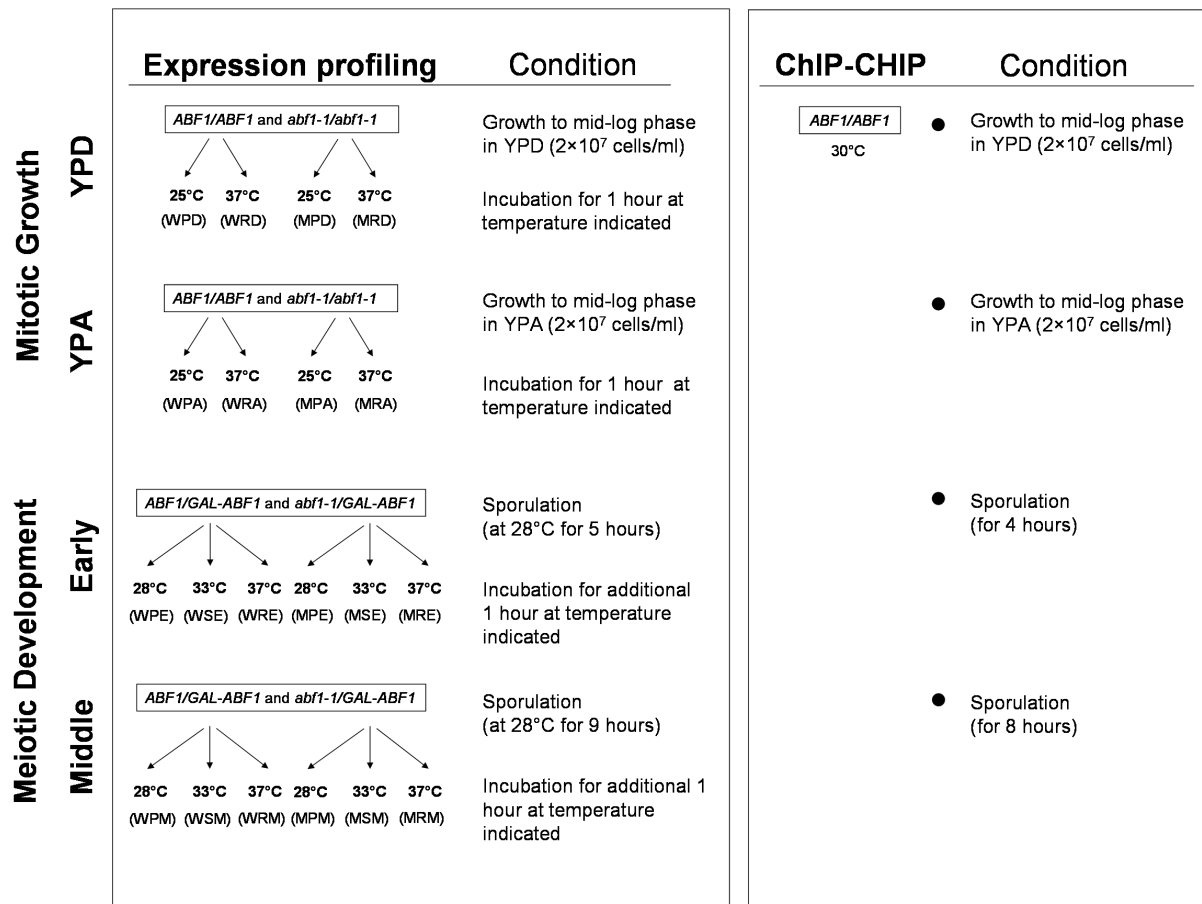 Expression profiling Condition
ChIP-CHIP Condition
Mitotic Growth
YPD
ABF1/ABF1 and abf1-1/abf1-1
25°C 37°C 25°C 37°C
(WPD) (WRD) (MPD) (MRD)
Growth to mid-log phase
in YPD (2×10⁷ cells/ml)
Incubation for 1 hour at
temperature indicated
ABF1/ABF1
30°C
● Growth to mid-log phase
in YPD (2×10⁷ cells/ml)
YPA
ABF1/ABF1 and abf1-1/abf1-1
25°C 37°C 25°C 37°C
(WPA) (WRA) (MPA) (MRA)
Growth to mid-log phase
in YPA (2×10⁷ cells/ml)
Incubation for 1 hour at
temperature indicated
● Growth to mid-log phase
in YPA (2×10⁷ cells/ml)
Meiotic Development
Early
ABF1/GAL-ABF1 and abf1-1/GAL-ABF1
28°C 33°C 37°C 28°C 33°C 37°C
(WPE) (WSE) (WRE) (MPE) (MSE) (MRE)
Sporulation
(at 28°C for 5 hours)
Incubation for additional
1 hour at temperature
indicated
● Sporulation
(for 4 hours)
Middle
ABF1/GAL-ABF1 and abf1-1/GAL-ABF1
28°C 33°C 37°C 28°C 33°C 37°C
(WPM) (WSM) (WRM) (MPM) (MSM) (MRM)
Sporulation
(at 28°C for 9 hours)
Incubation for additional 1
hour at temperature
indicated
● Sporulation
(for 8 hours)